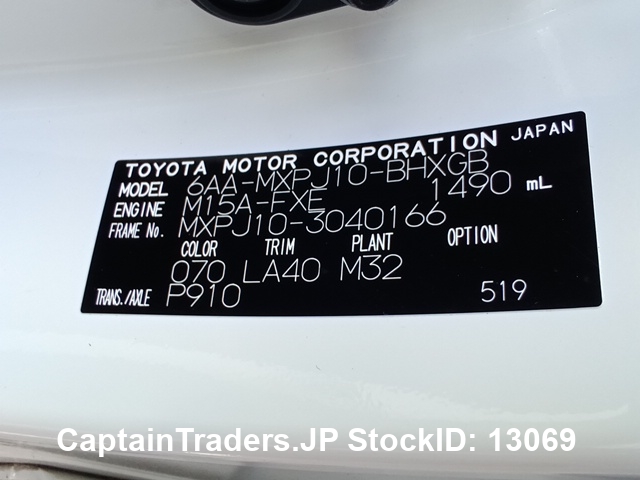 TOYOTA MOTOR CORPORATION JAPAN
MODEL 6AA-MXPJ10-BHXGB
ENGINE M15A-FXE 1490 mL
FRAME No. MXPJ10-3040166
COLOR TRIM PLANT OPTION
070 LA40 M32
TRANS./AXLE P910 519
CaptainTraders.JP StockID: 13069